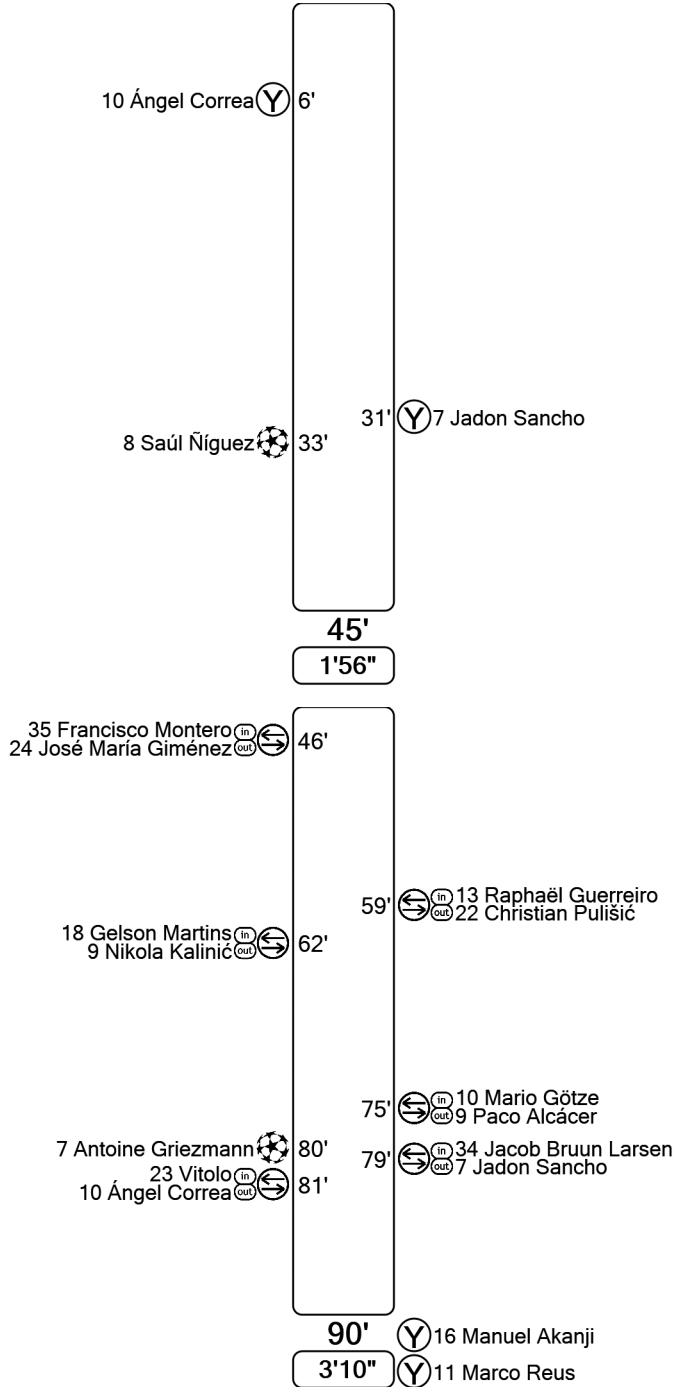 10 Ángel Correa Y 6'
31' Y 7 Jadon Sancho
8 Saúl Ñíguez 33'
45'
1'56"
35 Francisco Montero in
24 José María Giménez out 46'
59' in 13 Raphaël Guerreiro
out 22 Christian Pulišić
18 Gelson Martins in
9 Nikola Kalinić out 62'
75' in 10 Mario Götze
out 9 Paco Alcácer
7 Antoine Griezmann 80'
79' in 34 Jacob Bruun Larsen
out 7 Jadon Sancho
23 Vitolo in
10 Ángel Correa out 81'
90' Y 16 Manuel Akanji
3'10" Y 11 Marco Reus